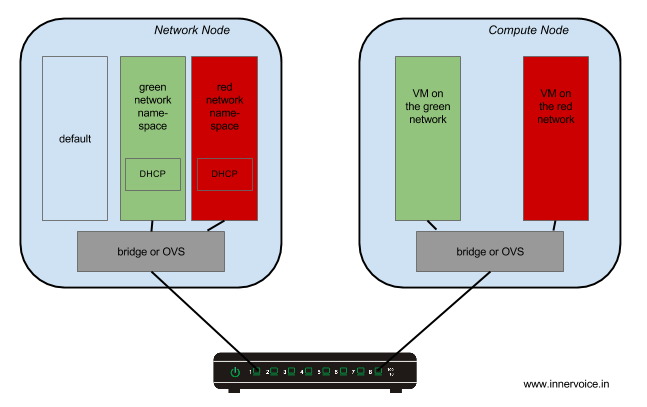 Network Node
Compute Node
default
green
network
name-
space
DHCP
red
network
name-
space
DHCP
VM on
the green
network
VM on
the red
network
bridge or OVS
bridge or OVS
1 2 3 4 5 6 7 8
www.innervoice.in